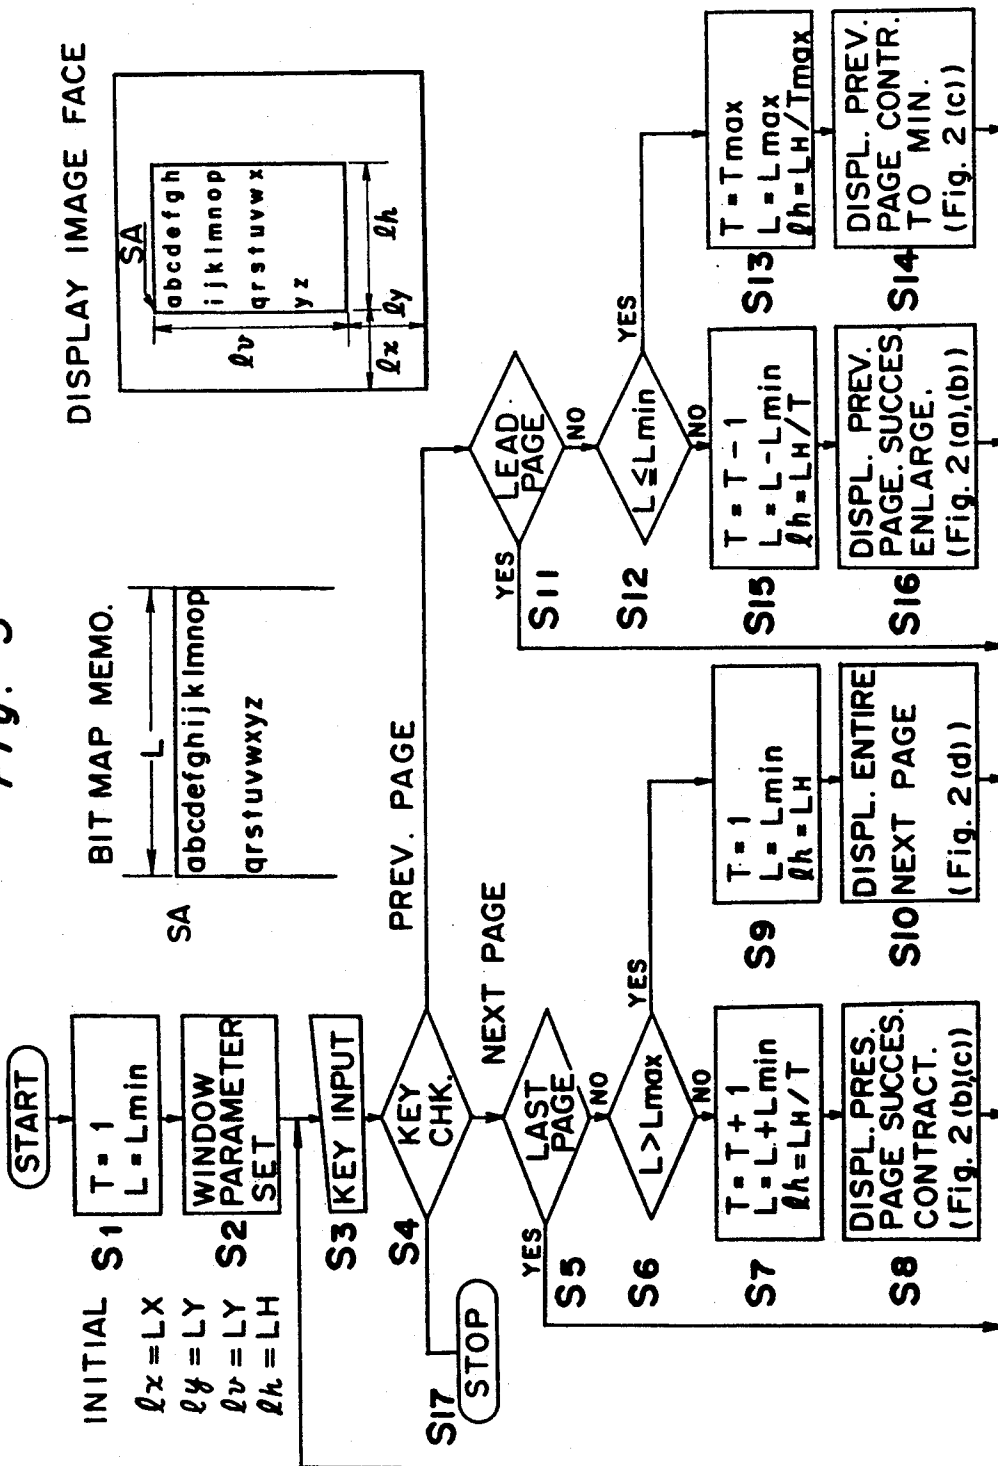 Fig. 3
START
INITIAL
ℓx = LX
ℓy = LY
ℓv = LY
ℓh = LH
S1
T = 1
L = Lmin
S2
WINDOW
PARAMETER
SET
S3
KEY INPUT
S4
KEY
CHK.
S17
STOP
PREV. PAGE
NEXT PAGE
BIT MAP MEMO.
L
SA
abcdefghijklmnop
qrstuvwxyz
DISPLAY IMAGE FACE
SA
abcdefgh
ijklmnop
qrstuvwx
yz
ℓv
ℓh
ℓy
ℓx
S5
LAST
PAGE
YES
NO
S6
L>Lmax
YES
NO
S7
T = T + 1
L = L+Lmin
ℓh = LH/T
S8
DISPL. PRES.
PAGE SUCCES.
CONTRACT.
(Fig. 2(b),(c))
S9
T = 1
L = Lmin
ℓh = LH
S10
DISPL. ENTIRE
NEXT PAGE
(Fig. 2(d))
S11
LEAD
PAGE
YES
NO
S12
L ≦ Lmin
YES
NO
S15
T = T - 1
L = L-Lmin
ℓh = LH/T
S16
DISPL. PREV.
PAGE. SUCCES.
ENLARGE.
(Fig. 2(a),(b))
S13
T = Tmax
L = Lmax
ℓh = LH/Tmax
S14
DISPL. PREV.
PAGE CONTR.
TO MIN.
(Fig. 2(c))